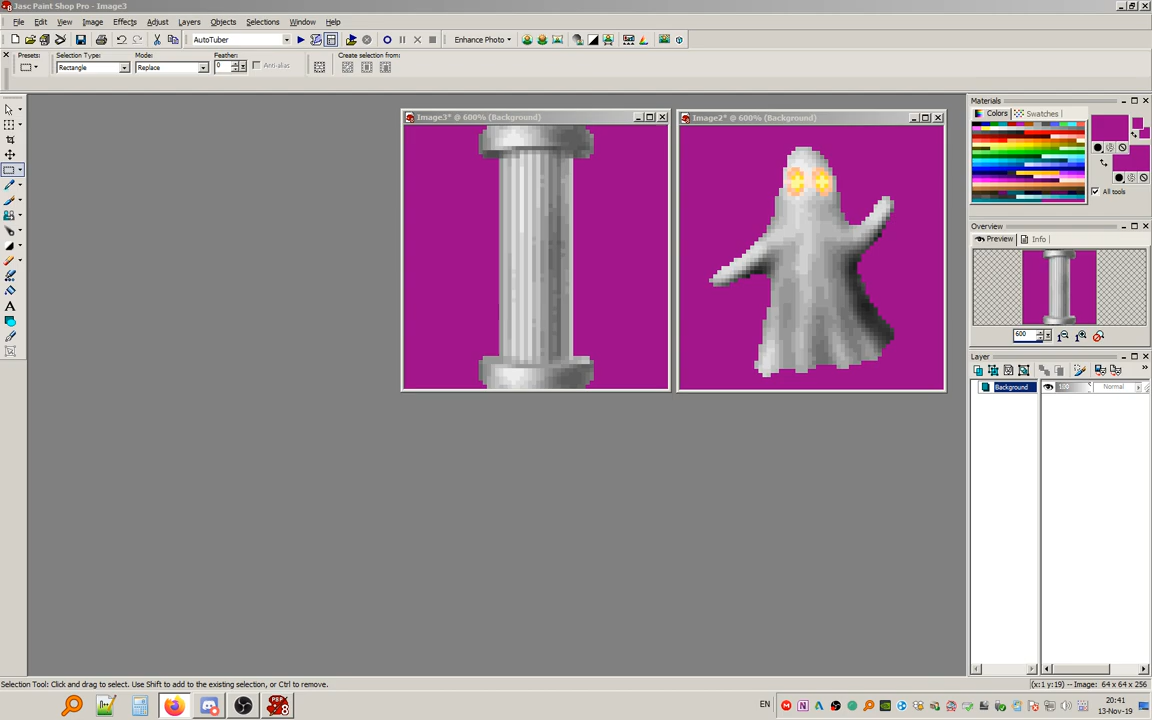 Jasc Paint Shop Pro - Image3
File Edit View Image Effects Adjust Layers Objects Selections Window Help
AutoTuber Enhance Photo
Presets: Selection Type: Mode: Feather: Create selection from:
Rectangle Replace 0 Anti-alias
Image3* @ 600% (Background)
Image2* @ 600% (Background)
Materials
Colors Swatches
All tools
Overview
Preview Info
600
Layer
Background 100 Normal
Selection Tool: Click and drag to select. Use Shift to add to the existing selection, or Ctrl to remove.
(x:1 y:19) -- Image: 64 x 64 x 256
EN
20:41
13-Nov-19